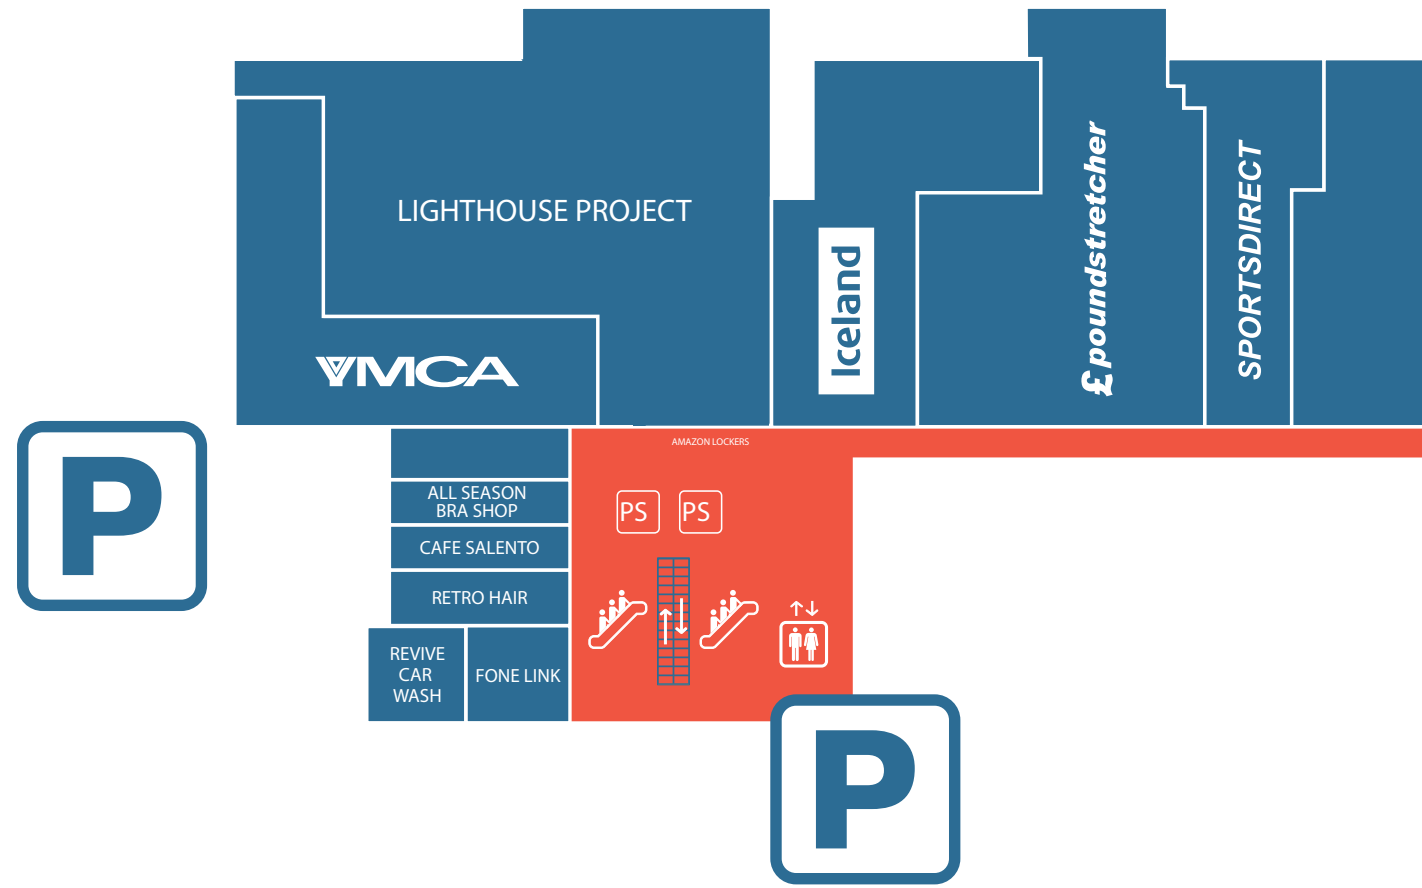 LIGHTHOUSE PROJECT
YMCA
Iceland
£poundstretcher
SPORTSDIRECT
AMAZON LOCKERS
ALL SEASON
BRA SHOP
PS PS
CAFE SALENTO
RETRO HAIR
REVIVE
CAR
WASH
FONE LINK
P
P